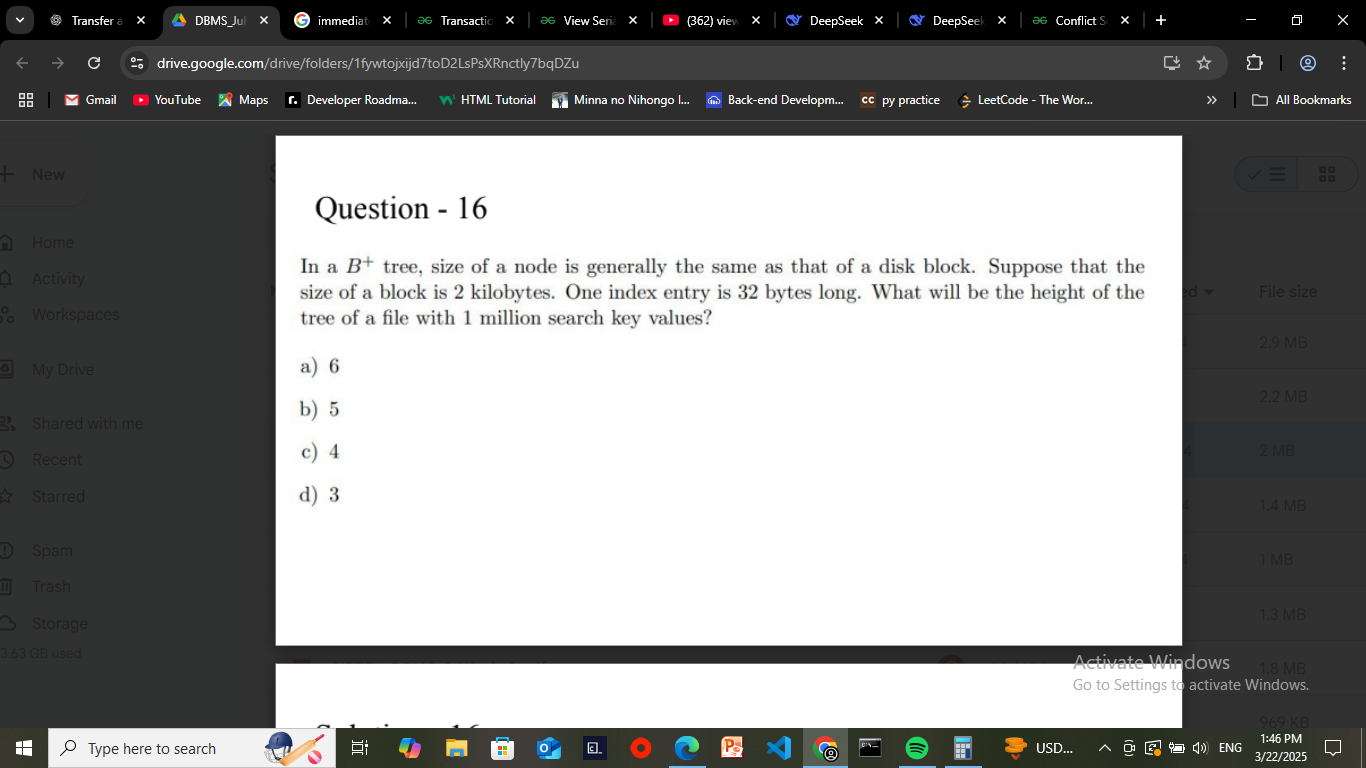 Transfer a
DBMS_Jul
immediat
Transactio
View Seria
(362) view
DeepSeek
DeepSeek
Conflict Se
drive.google.com/drive/folders/1fywtojxijd7toD2LsPsXRnctly7bqDZu
Gmail
YouTube
Maps
Developer Roadma...
HTML Tutorial
Minna no Nihongo I...
Back-end Developm...
py practice
LeetCode - The Wor...
All Bookmarks
New
Home
Activity
Workspaces
My Drive
Shared with me
Recent
Starred
Spam
Trash
Storage
3.63 GB used
Question - 16
In a B+ tree, size of a node is generally the same as that of a disk block. Suppose that the
size of a block is 2 kilobytes. One index entry is 32 bytes long. What will be the height of the
tree of a file with 1 million search key values?
a) 6
b) 5
c) 4
d) 3
File size
2.9 MB
2.2 MB
2 MB
1.4 MB
1 MB
1.3 MB
1.8 MB
969 KB
Activate Windows
Go to Settings to activate Windows.
Type here to search
USD...
ENG
1:46 PM
3/22/2025